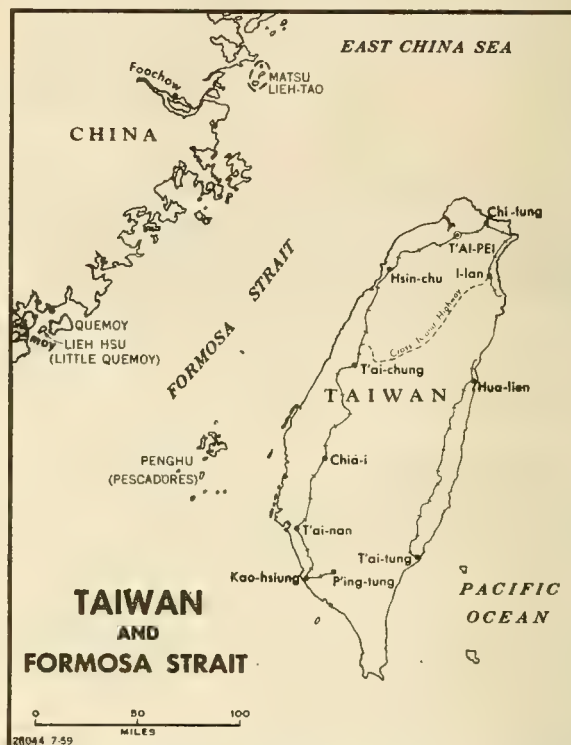 EAST CHINA SEA
Foochow
MATSU
LIEH-TAO
CHINA
Chi-lung
T'AI-PEI
Hsin-chu
I-lan
FORMOSA STRAIT
Cross Island Highway
QUEMOY
LIEH HSU
(LITTLE QUEMOY)
T'ai-chung
TAIWAN
Hua-lien
PENGHU
(PESCADORES)
Chia-i
T'ai-nan
T'ai-tung
Kao-hsiung
P'ing-tung
PACIFIC
OCEAN
TAIWAN
AND
FORMOSA STRAIT
0 50 100
MILES
28044 7-59